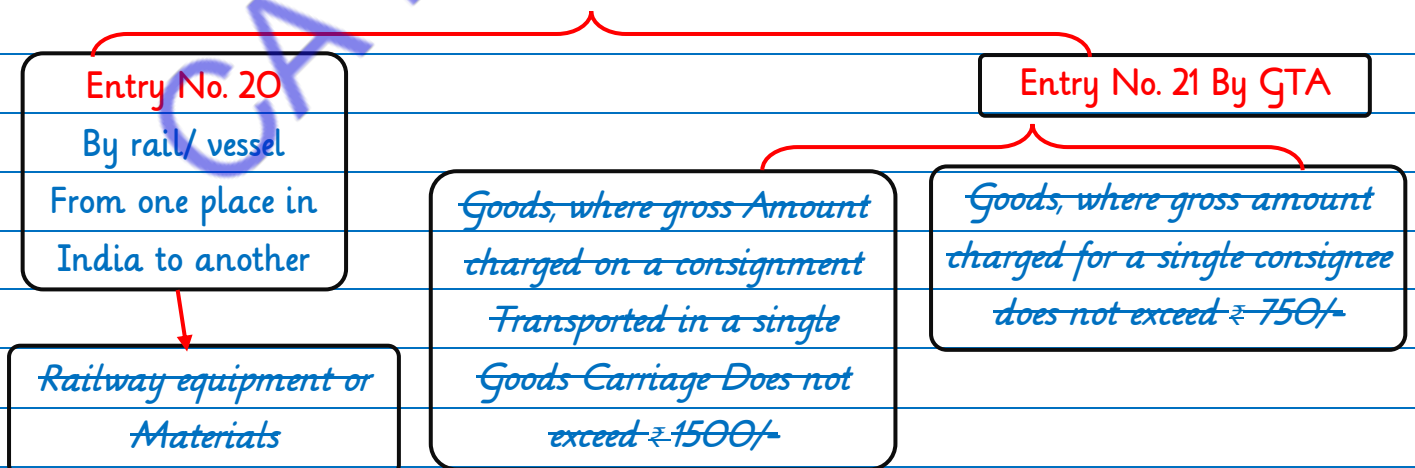 CA
Entry No. 20
By rail/ vessel
From one place in
India to another
Railway equipment or
Materials
Entry No. 21 By GTA
Goods, where gross Amount
charged on a consignment
Transported in a single
Goods Carriage Does not
exceed ₹ 1500/-
Goods, where gross amount
charged for a single consignee
does not exceed ₹ 750/-